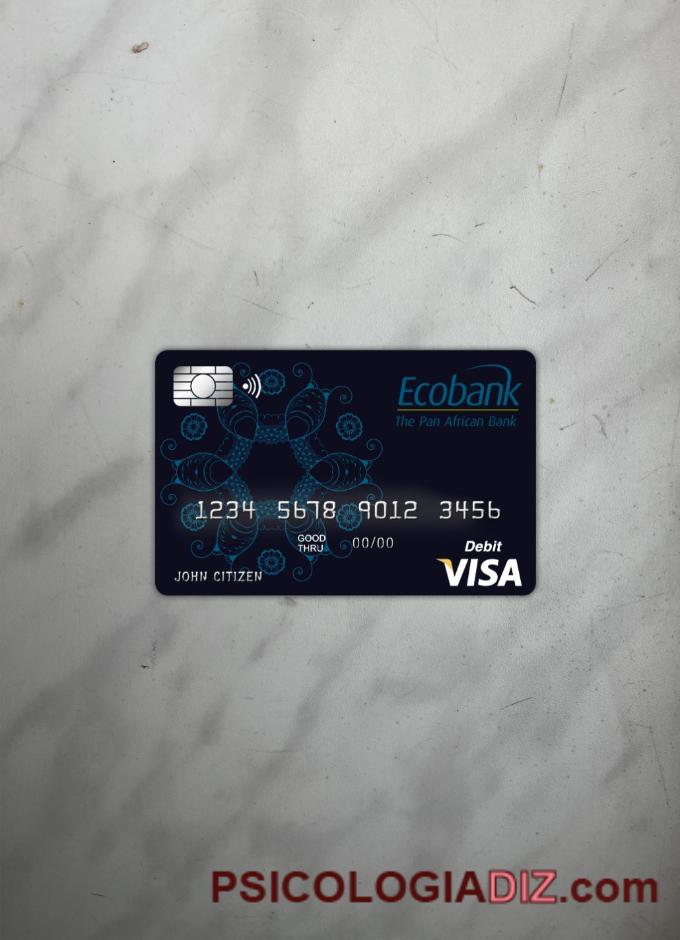 Ecobank
The Pan African Bank
1234 5678 9012 3456
GOOD
THRU
00/00
Debit
VISA
JOHN CITIZEN
PSICOLOGIADIZ.com